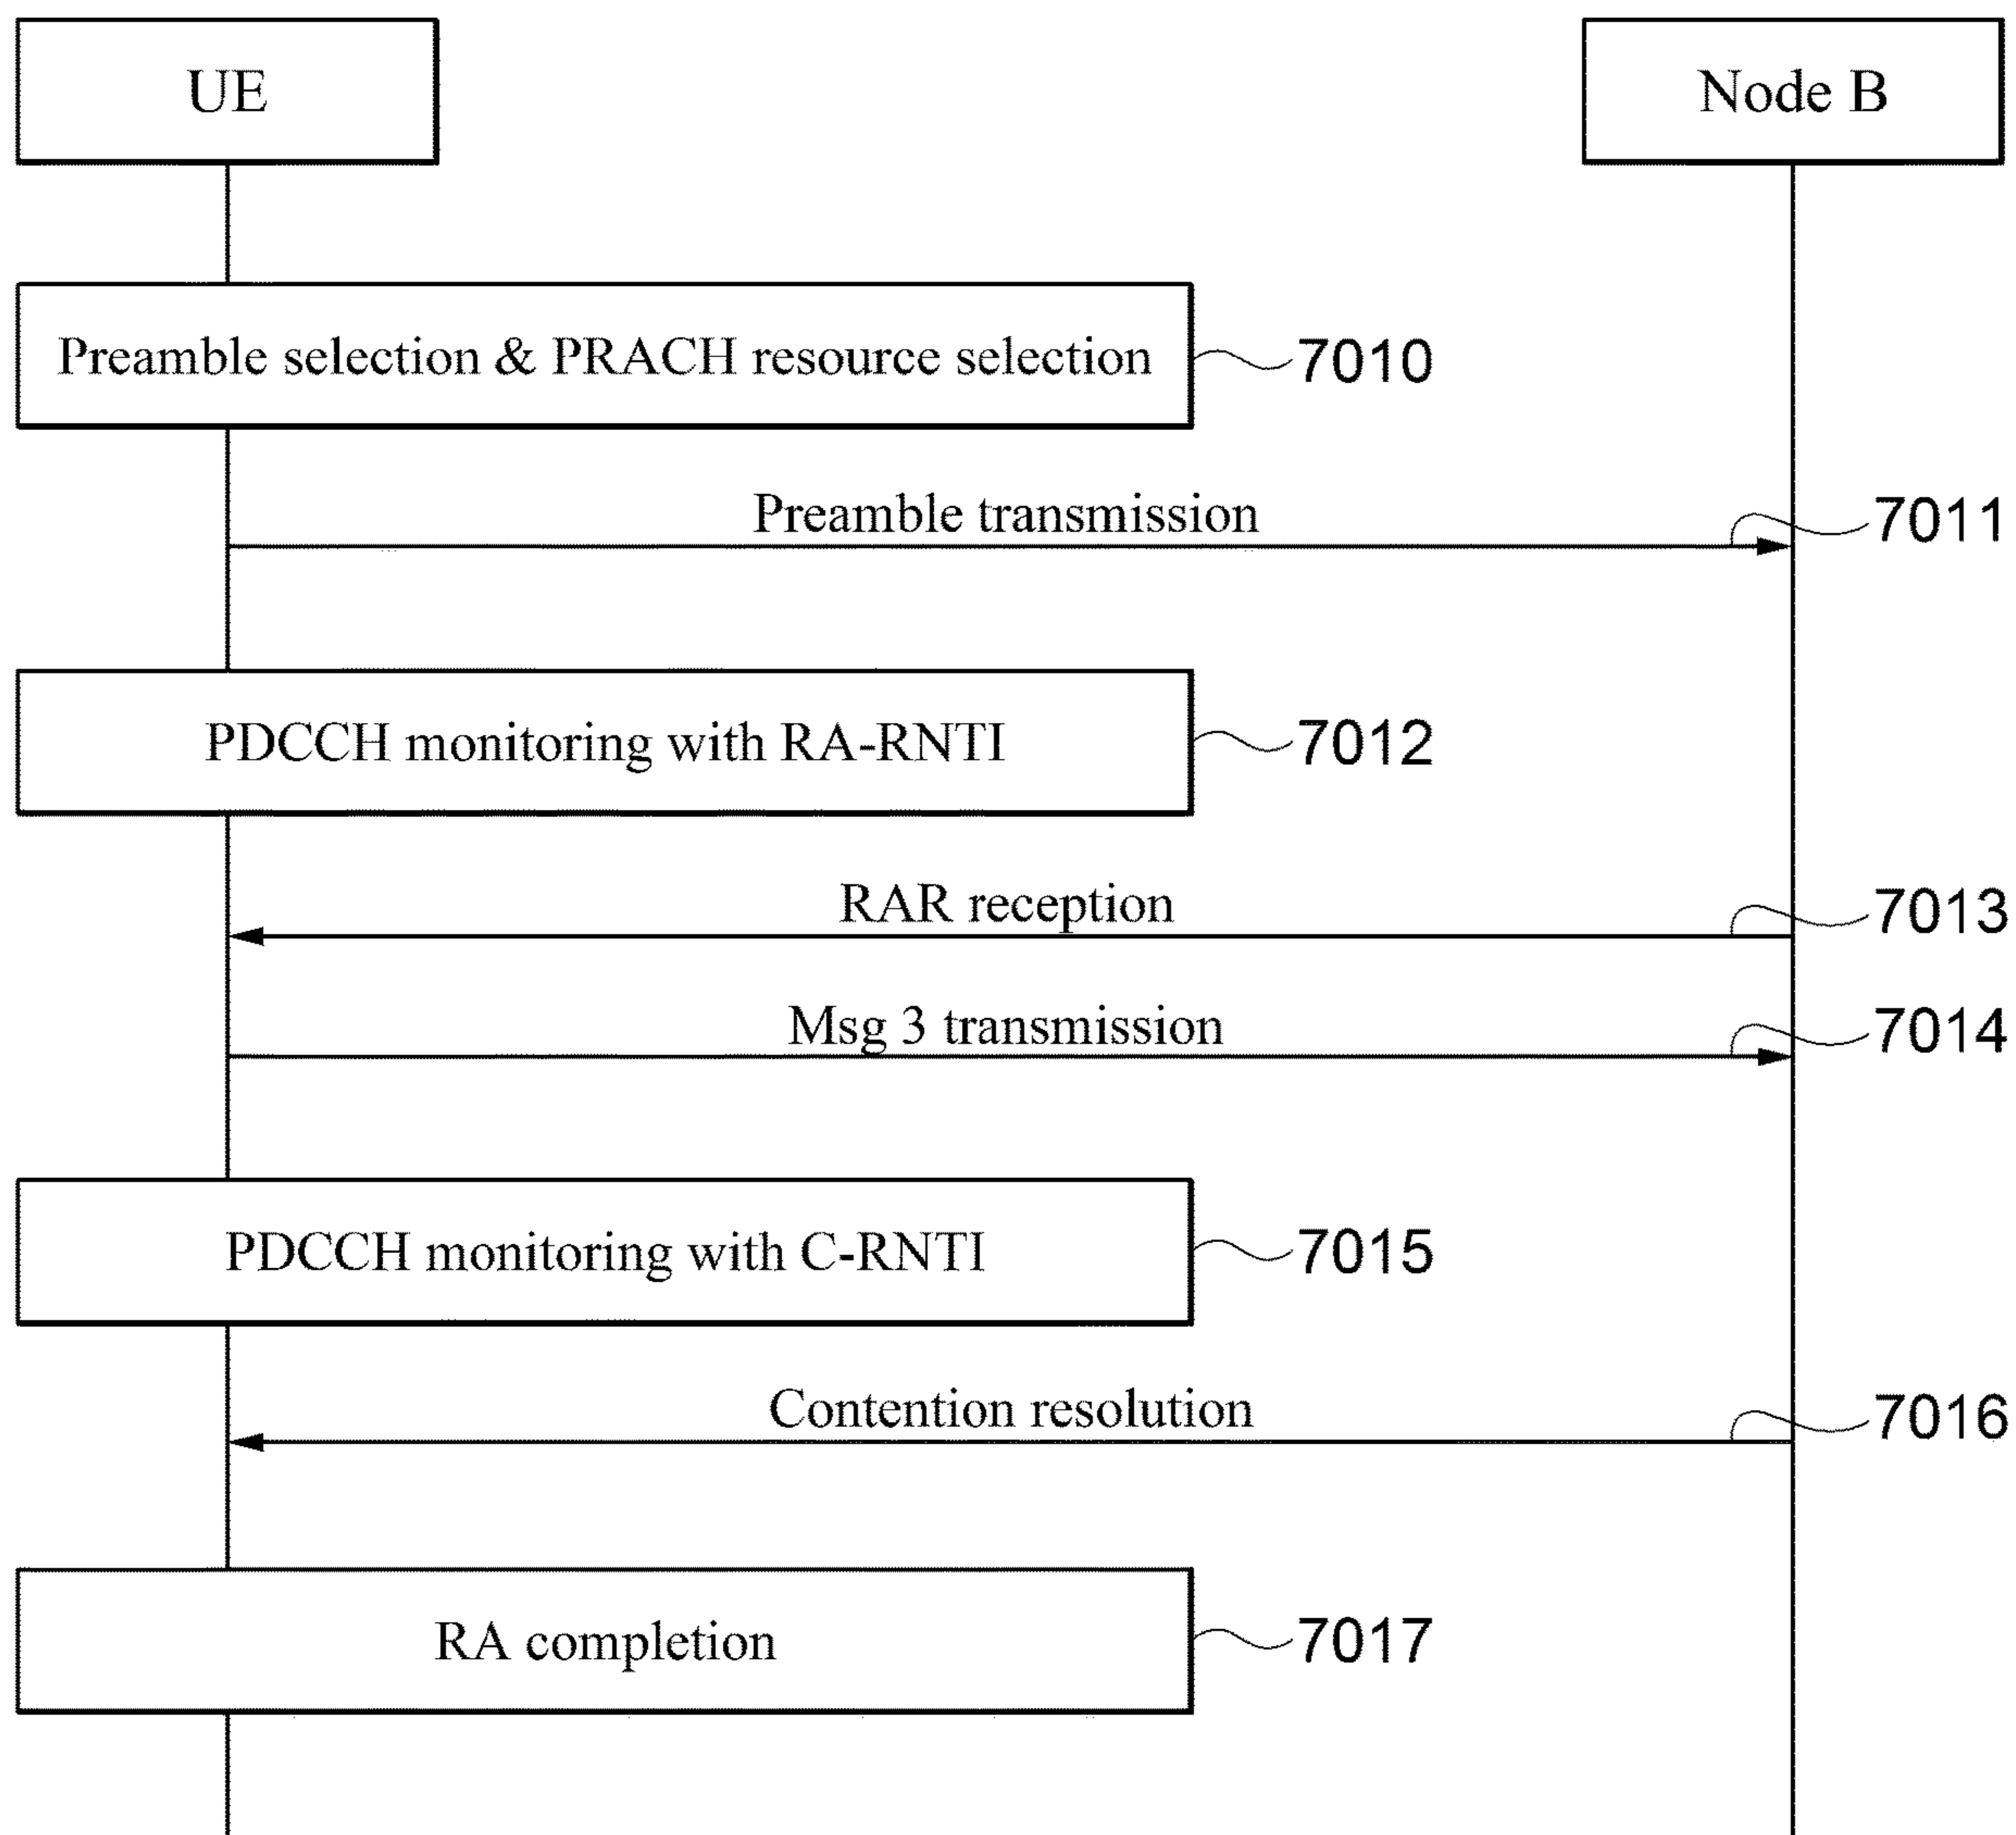 UE
Node B
Preamble selection & PRACH resource selection
7010
Preamble transmission
7011
PDCCH monitoring with RA-RNTI
7012
RAR reception
7013
Msg 3 transmission
7014
PDCCH monitoring with C-RNTI
7015
Contention resolution
7016
RA completion
7017